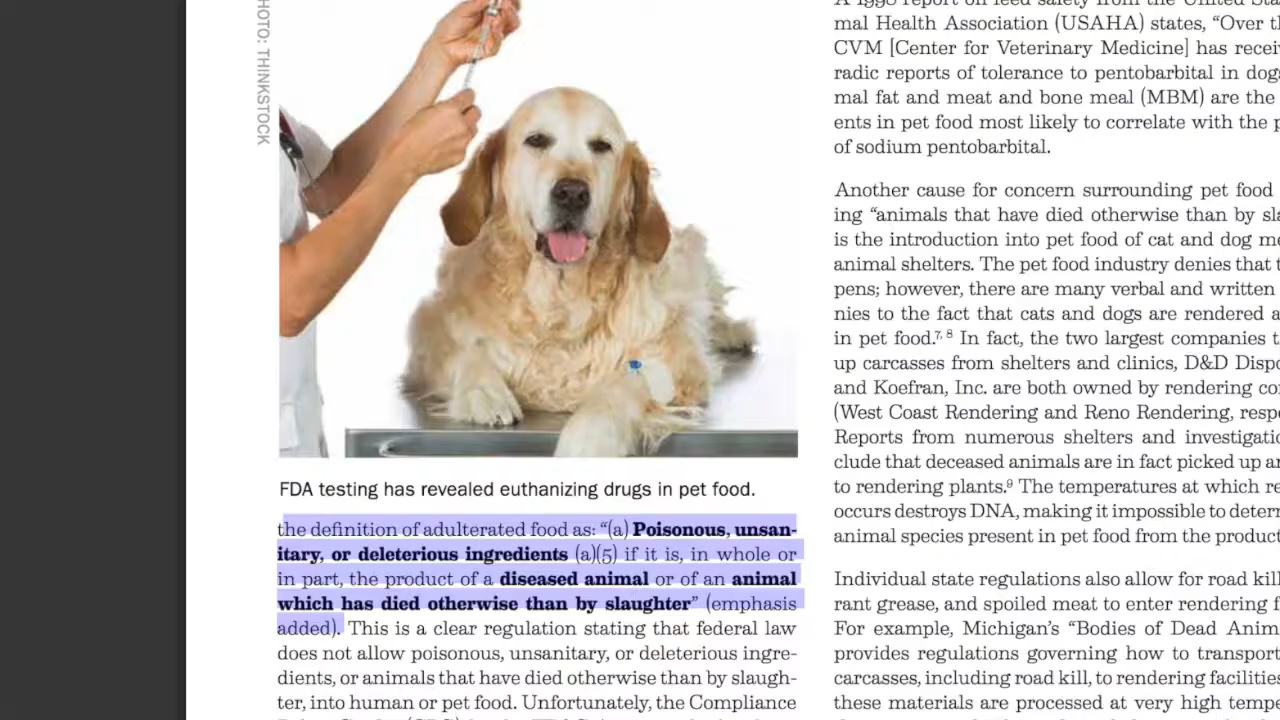 PHOTO: THINKSTOCK
FDA testing has revealed euthanizing drugs in pet food.
the definition of adulterated food as: “(a) Poisonous, unsan-
itary, or deleterious ingredients (a)(5) if it is, in whole or
in part, the product of a diseased animal or of an animal
which has died otherwise than by slaughter” (emphasis
added). This is a clear regulation stating that federal law
does not allow poisonous, unsanitary, or deleterious ingre-
dients, or animals that have died otherwise than by slaugh-
ter, into human or pet food. Unfortunately, the Compliance
A 1998 report on feed safety from the United
mal Health Association (USAHA) states, “Over
CVM [Center for Veterinary Medicine] has
radic reports of tolerance to pentobarbital in
mal fat and meat and bone meal (MBM) are the
ents in pet food most likely to correlate with the
of sodium pentobarbital.
Another cause for concern surrounding pet food
ing “animals that have died otherwise than by
is the introduction into pet food of cat and dog
animal shelters. The pet food industry denies that
pens; however, there are many verbal and written
nies to the fact that cats and dogs are rendered
in pet food.7, 8 In fact, the two largest companies
up carcasses from shelters and clinics, D&D
and Koefran, Inc. are both owned by rendering
(West Coast Rendering and Reno Rendering,
Reports from numerous shelters and
clude that deceased animals are in fact picked up
to rendering plants.9 The temperatures at which
occurs destroys DNA, making it impossible to
animal species present in pet food from the
Individual state regulations also allow for road
rant grease, and spoiled meat to enter rendering
For example, Michigan’s “Bodies of Dead
provides regulations governing how to transport
carcasses, including road kill, to rendering
these materials are processed at very high